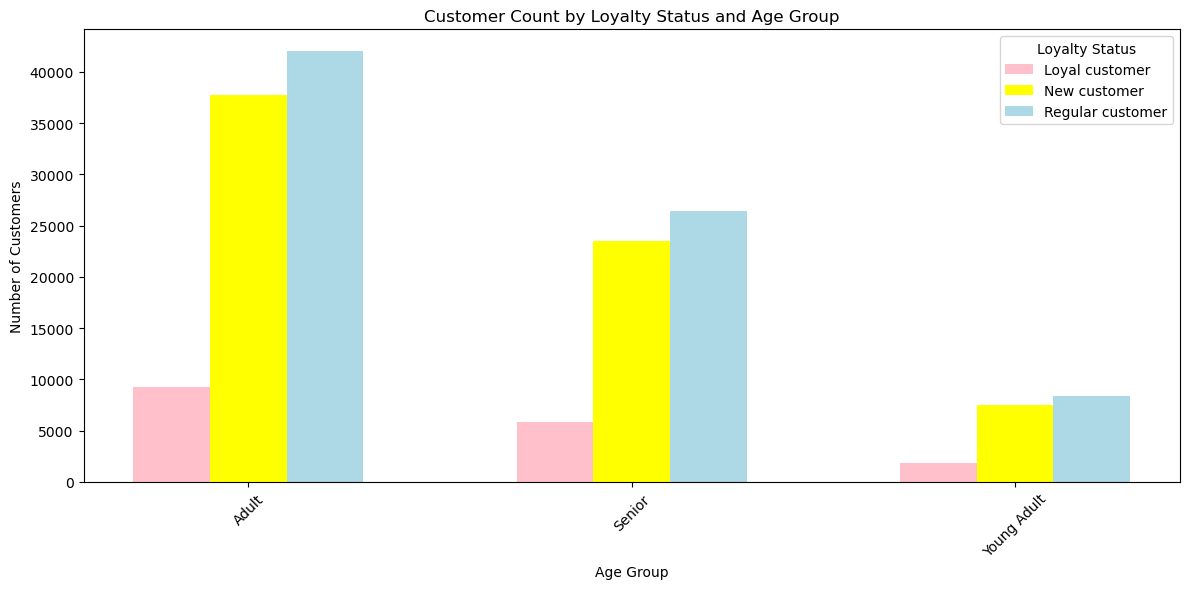 Customer Count by Loyalty Status and Age Group
Loyalty Status
Loyal customer
New customer
Regular customer
Number of Customers
40000
35000
30000
25000
20000
15000
10000
5000
0
Adult
Senior
Young Adult
Age Group